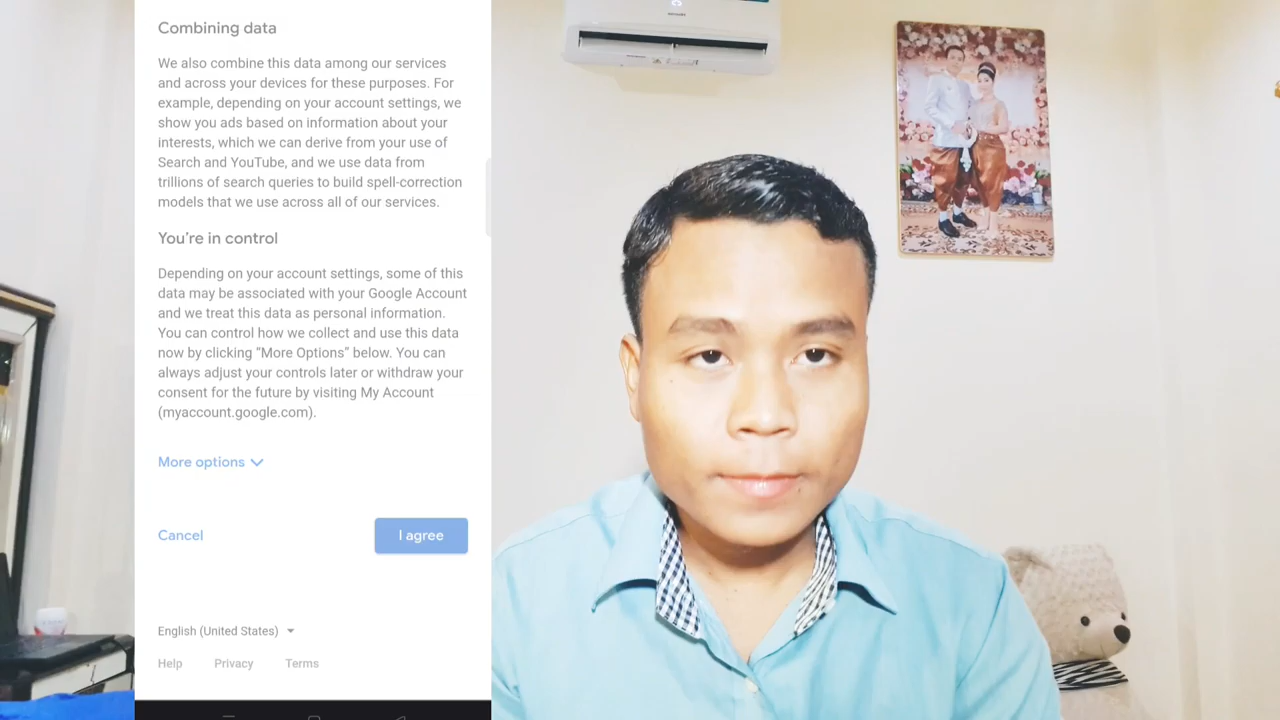 Combining data
We also combine this data among our services
and across your devices for these purposes. For
example, depending on your account settings, we
show you ads based on information about your
interests, which we can derive from your use of
Search and YouTube, and we use data from
trillions of search queries to build spell-correction
models that we use across all of our services.
You’re in control
Depending on your account settings, some of this
data may be associated with your Google Account
and we treat this data as personal information.
You can control how we collect and use this data
now by clicking “More Options” below. You can
always adjust your controls later or withdraw your
consent for the future by visiting My Account
(myaccount.google.com).
More options
Cancel
I agree
English (United States)
Help Privacy Terms